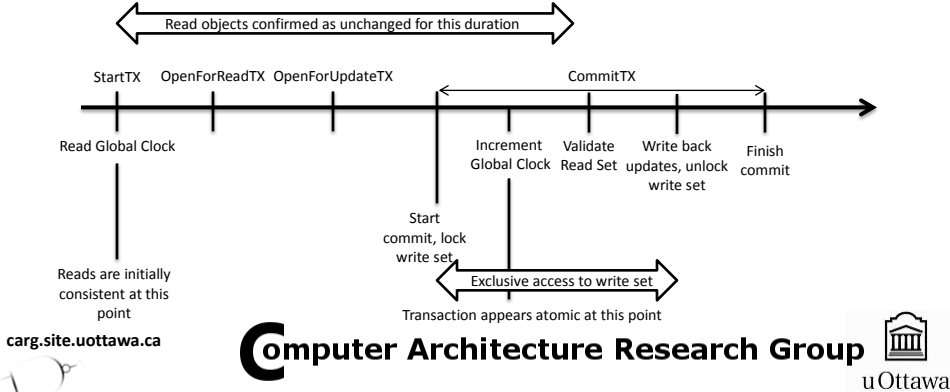 Read objects confirmed as unchanged for this duration
StartTX
OpenForReadTX
OpenForUpdateTX
CommitTX
Read Global Clock
Increment
Global Clock
Validate
Read Set
Write back
updates, unlock
write set
Finish
commit
Start
commit, lock
write set
Reads are initially
consistent at this
point
Exclusive access to write set
Transaction appears atomic at this point
carg.site.uottawa.ca
Computer Architecture Research Group
uOttawa